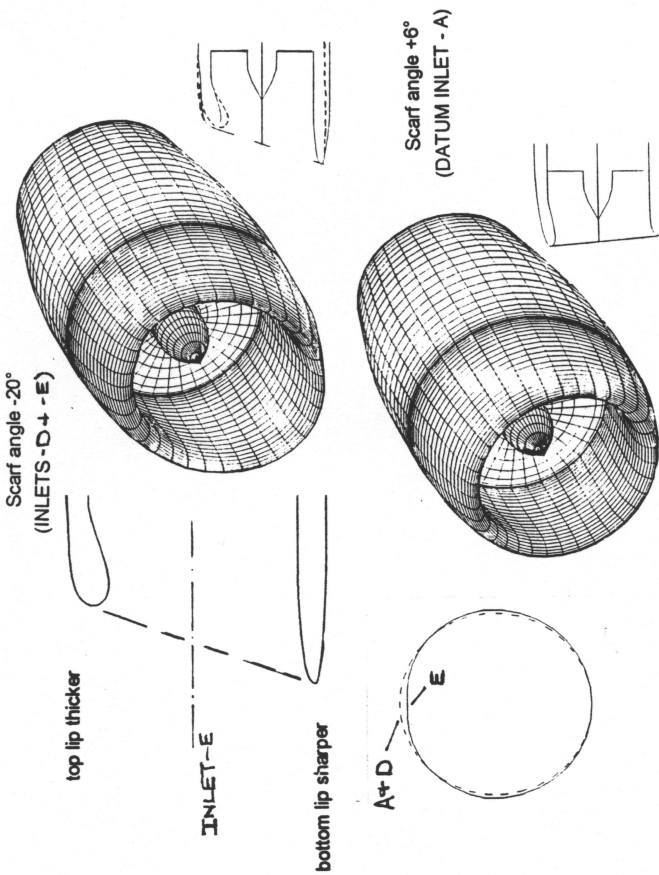 Scarf angle -20°
(INLETS - D + - E)
top lip thicker
INLET-E
bottom lip sharper
Scarf angle +6°
(DATUM INLET - A)
A+D
E